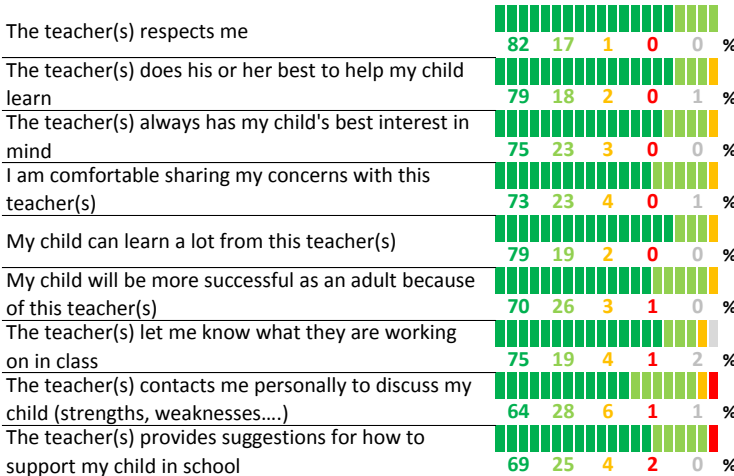 The teacher(s) respects me
82 17 1 0 0 %
The teacher(s) does his or her best to help my child
learn
79 18 2 0 1 %
The teacher(s) always has my child's best interest in
mind
75 23 3 0 0 %
I am comfortable sharing my concerns with this
teacher(s)
73 23 4 0 1 %
My child can learn a lot from this teacher(s)
79 19 2 0 0 %
My child will be more successful as an adult because
of this teacher(s)
70 26 3 1 0 %
The teacher(s) let me know what they are working
on in class
75 19 4 1 2 %
The teacher(s) contacts me personally to discuss my
child (strengths, weaknesses....)
64 28 6 1 1 %
The teacher(s) provides suggestions for how to
support my child in school
69 25 4 2 0 %